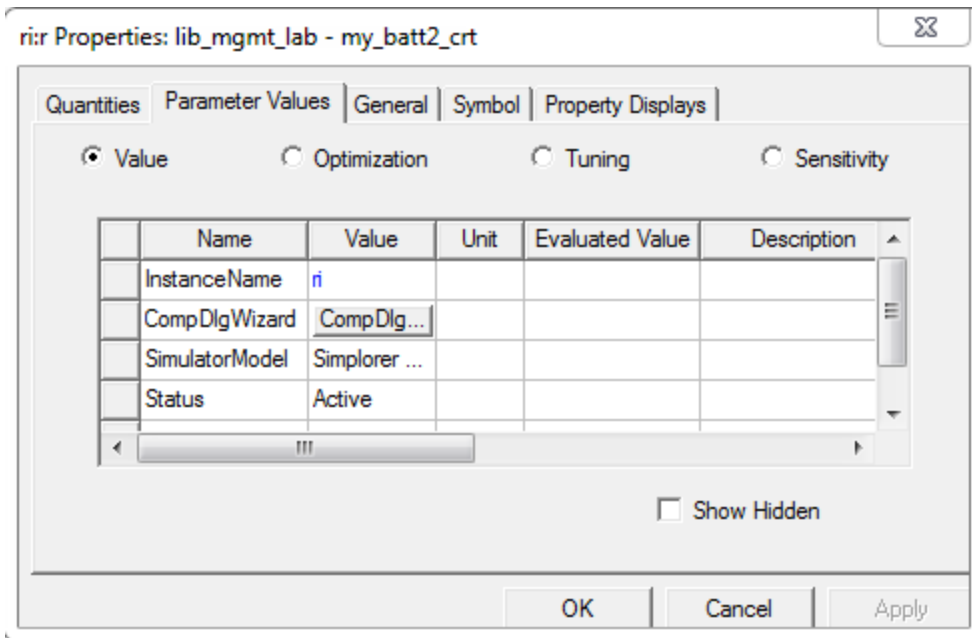 ri:r Properties: lib_mgmt_lab - my_batt2_crt
Quantities Parameter Values General Symbol Property Displays
Value Optimization Tuning Sensitivity
Name Value Unit Evaluated Value Description
InstanceName ri
CompDlgWizard CompDlg...
SimulatorModel Simplorer ...
Status Active
Show Hidden
OK Cancel Apply